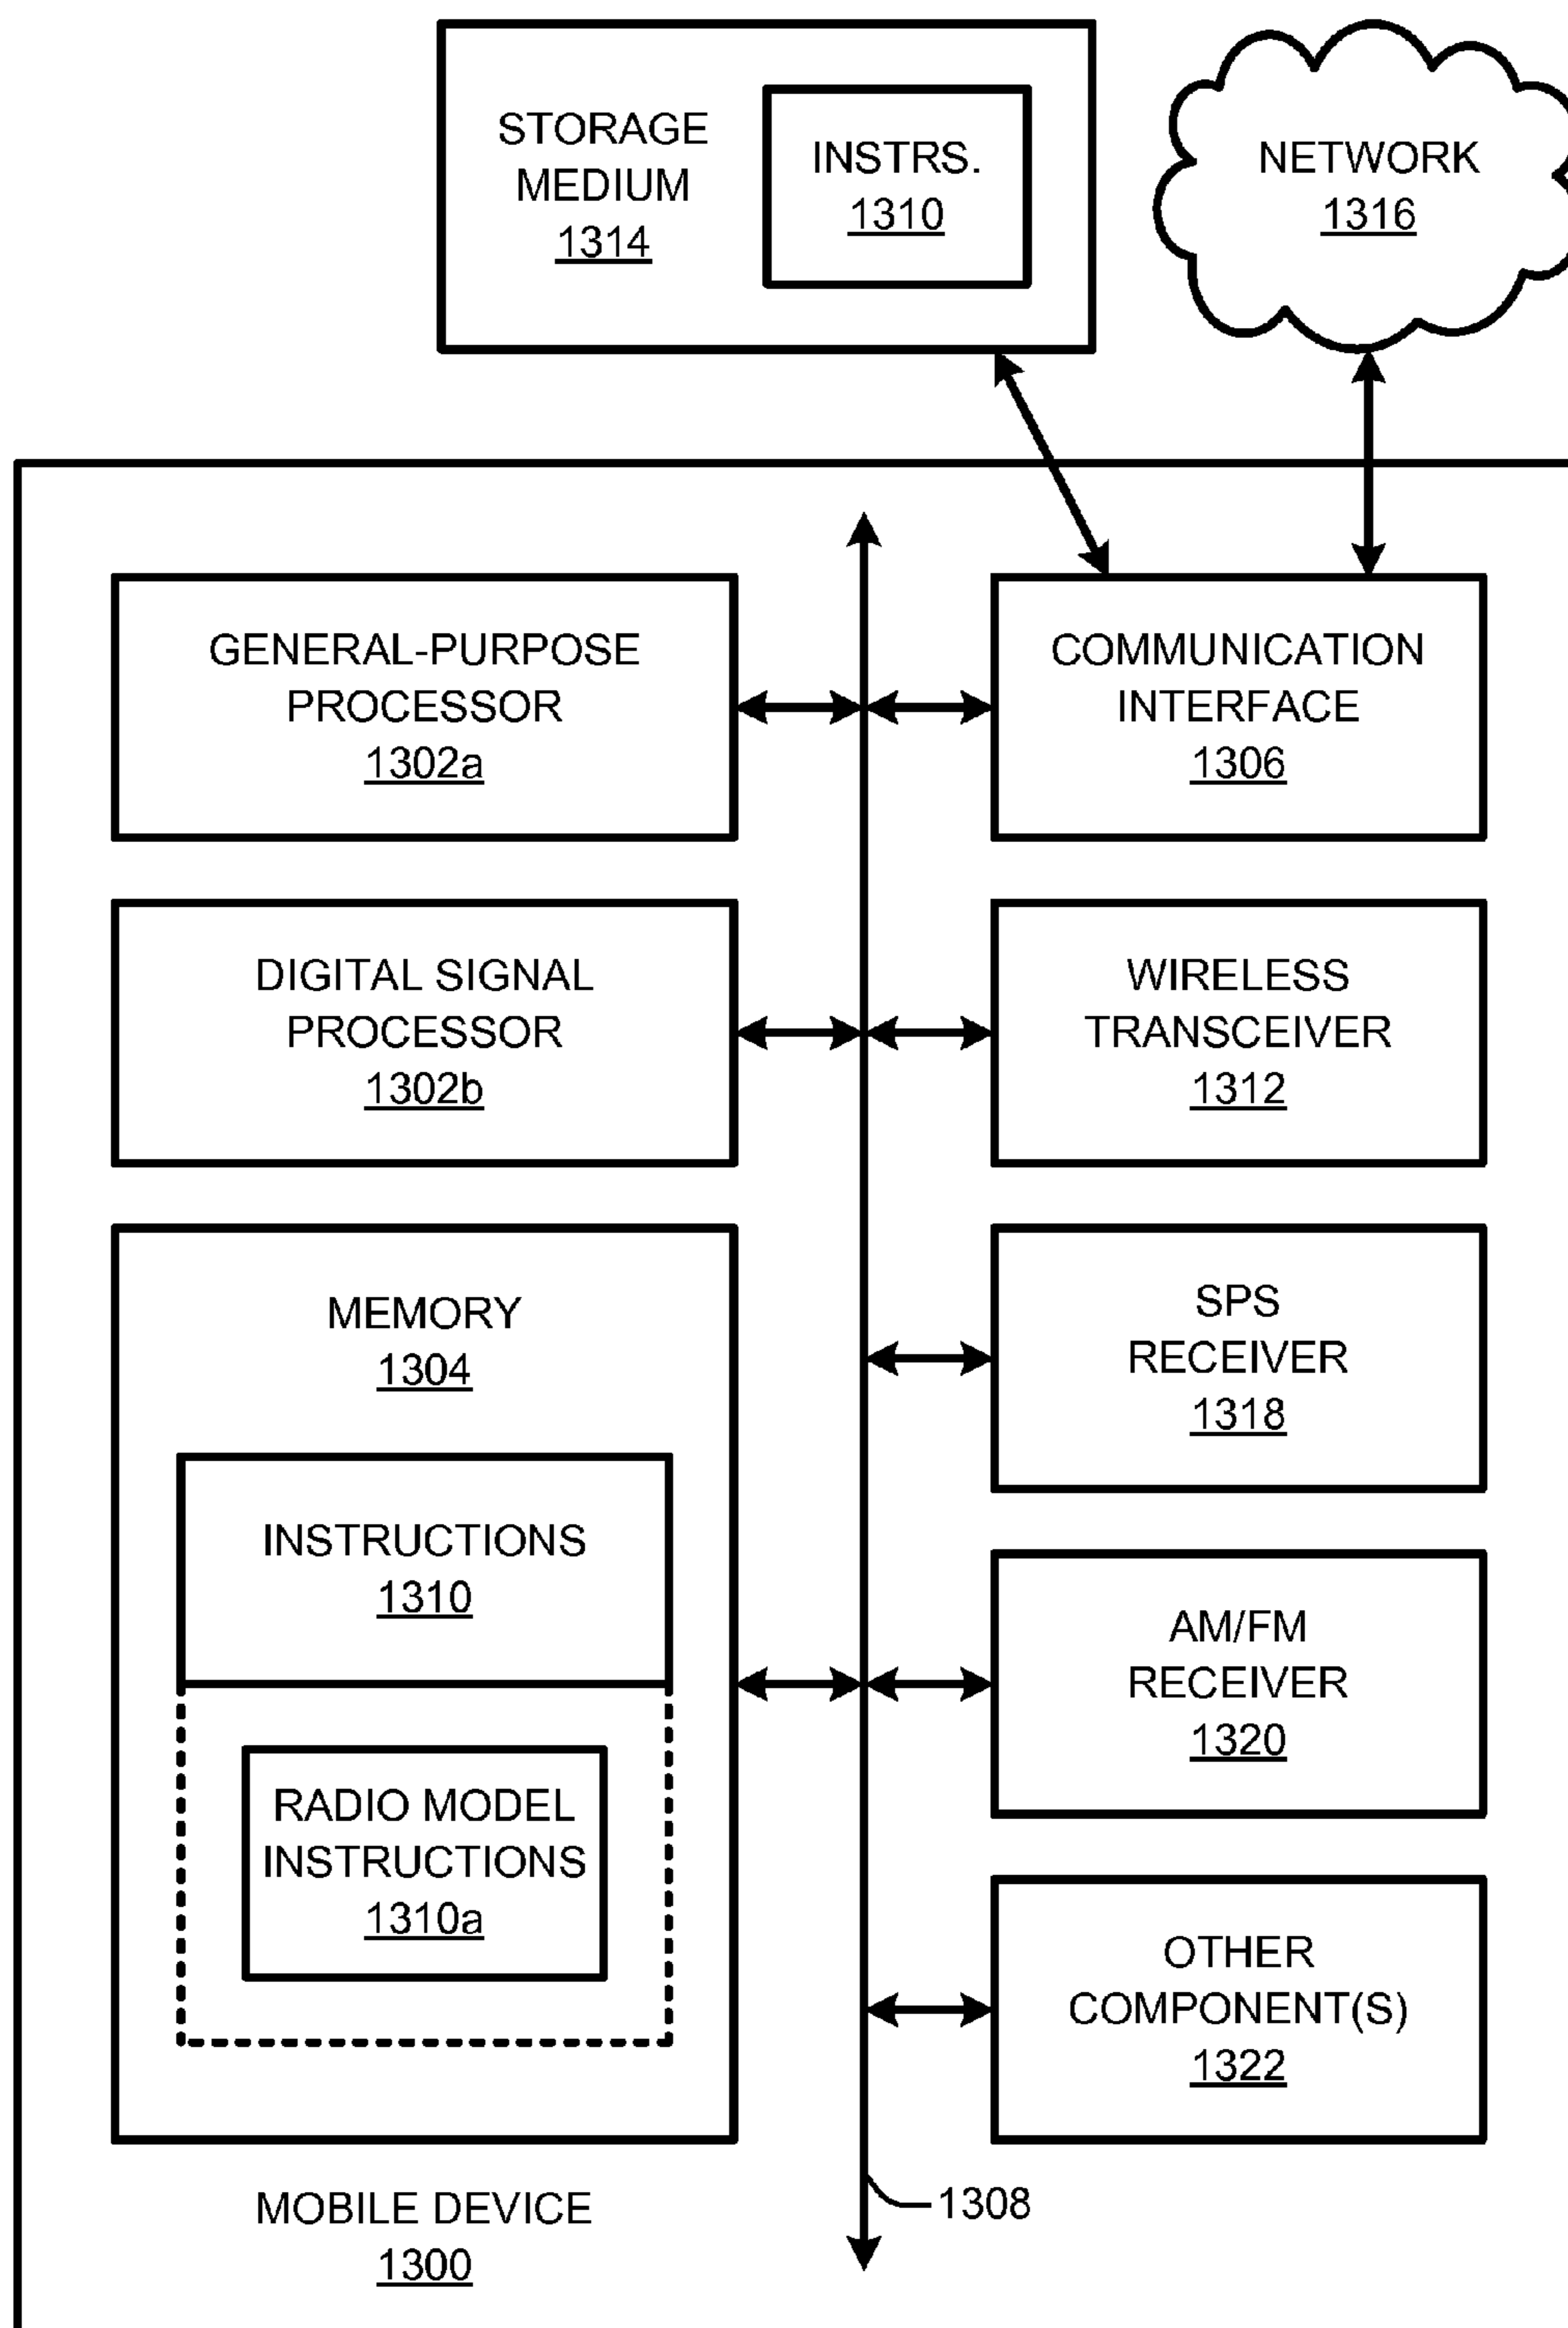 STORAGE
MEDIUM
1314
INSTRS.
1310
NETWORK
1316
GENERAL-PURPOSE
PROCESSOR
1302a
COMMUNICATION
INTERFACE
1306
DIGITAL SIGNAL
PROCESSOR
1302b
WIRELESS
TRANSCEIVER
1312
MEMORY
1304
INSTRUCTIONS
1310
RADIO MODEL
INSTRUCTIONS
1310a
SPS
RECEIVER
1318
AM/FM
RECEIVER
1320
OTHER
COMPONENT(S)
1322
1308
MOBILE DEVICE
1300